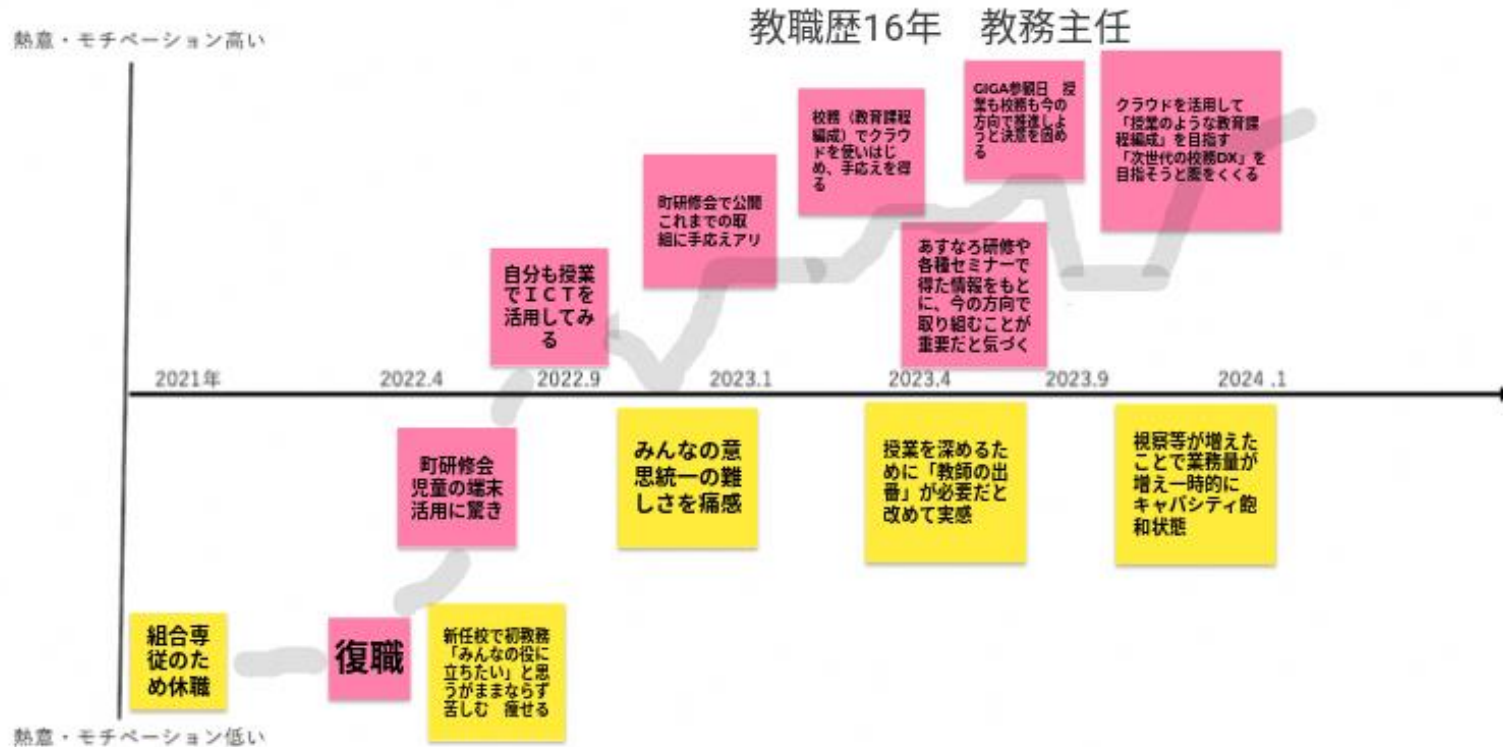 教職歴16年　教務主任
熱意・モチベーション高い
GIGA参観日　授
業も校務も今の
方向で推進しよ
うと決意を固め
る
クラウドを活用して
「授業のような教育課
程編成」を目指す
「次世代の校務DX」を
目指そうと腹をくくる
校務（教育課程
編成）でクラウ
ドを使いはじ
め、手応えを得
る
町研修会で公開
これまでの取
組に手応えアリ
あすなろ研修や
各種セミナーで
得た情報をもと
に、今の方向で
取り組むことが
重要だと気づく
自分も授業
でＩＣＴを
活用してみ
る
2021年
2022.4
2022.9
2023.1
2023.4
2023.9
2024 .1
町研修会
児童の端末
活用に驚き
みんなの意
思統一の難
しさを痛感
授業を深めるた
めに「教師の出
番」が必要だと
改めて実感
視察等が増えた
ことで業務量が
増え一時的に
キャパシティ飽
和状態
組合専
従のた
め休職
復職
新任校で初教務
「みんなの役に
立ちたい」と思
うがままならず
苦しむ　痩せる
熱意・モチベーション低い